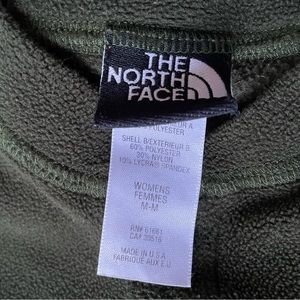 THE
NORTH
FACE
POLYESTER
SHELL B/EXTERIEUR B
60% POLYESTER
30% NYLON
10% LYCRA® SPANDEX
WOMENS
FEMMES
M-M
RN# 61661
CA# 30516
MADE IN U.S.A.
FABRIQUE AUX E.U.